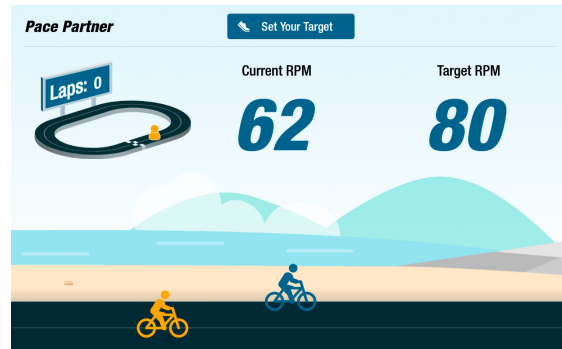 Pace Partner
Set Your Target
Laps: 0
Current RPM
Target RPM
62
80